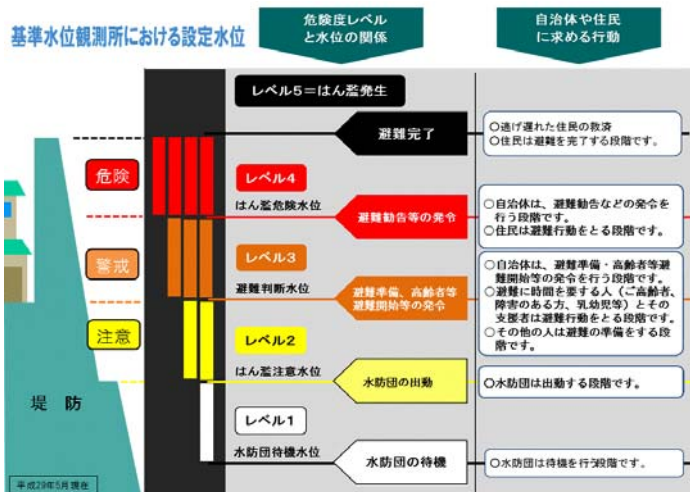 基準水位観測所における設定水位
危険度レベル
と水位の関係
自治体や住民
に求める行動
レベル5=はん濫発生
避難完了
○逃げ遅れた住民の救済
○住民は避難を完了する段階です。
危険
レベル4
はん濫危険水位
避難勧告等の発令
○自治体は、避難勧告などの発令を
行う段階です。
○住民は避難行動をとる段階です。
警戒
レベル3
避難判断水位
避難準備、高齢者等
避難開始等の発令
○自治体は、避難準備・高齢者等避
難開始等の発令を行う段階です。
○避難に時間を要する人(ご高齢者、
障害のある方、乳幼児等)とその
支援者は避難行動をとる段階です。
○その他の人は避難の準備をする段
階です。
注意
レベル2
はん濫注意水位
水防団の出動
○水防団は出動する段階です。
堤防
レベル1
水防団待機水位
水防団の待機
○水防団は待機を行う段階です。
平成29年5月現在